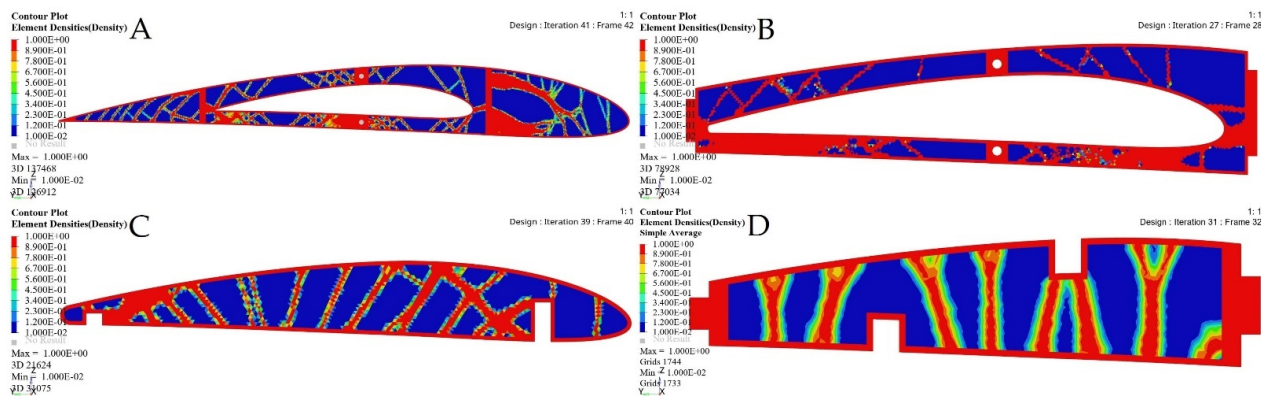 Contour Plot
Element Densities(Density)
A
1: 1
Design : Iteration 41 : Frame 42
1.000E+00
8.900E-01
7.800E-01
6.700E-01
5.600E-01
4.500E-01
3.400E-01
2.300E-01
1.200E-01
1.000E-02
No Result
Max = 1.000E+00
3D 137468
Min = 1.000E-02
3D 126912
Z
Y X
Contour Plot
Element Densities(Density)
B
1: 1
Design : Iteration 27 : Frame 28
1.000E+00
8.900E-01
7.800E-01
6.700E-01
5.600E-01
4.500E-01
3.400E-01
2.300E-01
1.200E-01
1.000E-02
No Result
Max = 1.000E+00
3D 78928
Min = 1.000E-02
3D 77034
Z
Y X
Contour Plot
Element Densities(Density)
C
1: 1
Design : Iteration 39 : Frame 40
1.000E+00
8.900E-01
7.800E-01
6.700E-01
5.600E-01
4.500E-01
3.400E-01
2.300E-01
1.200E-01
1.000E-02
No Result
Max = 1.000E+00
3D 21624
Min = 1.000E-02
Z
Y X
Contour Plot
Element Densities(Density)
Simple Average
D
1: 1
Design : Iteration 31 : Frame 32
1.000E+00
8.900E-01
7.800E-01
6.700E-01
5.600E-01
4.500E-01
3.400E-01
2.300E-01
1.200E-01
1.000E-02
No Result
Max = 1.000E+00
Grids 1744
Min = 1.000E-02
Grids 1733
Z
Y X